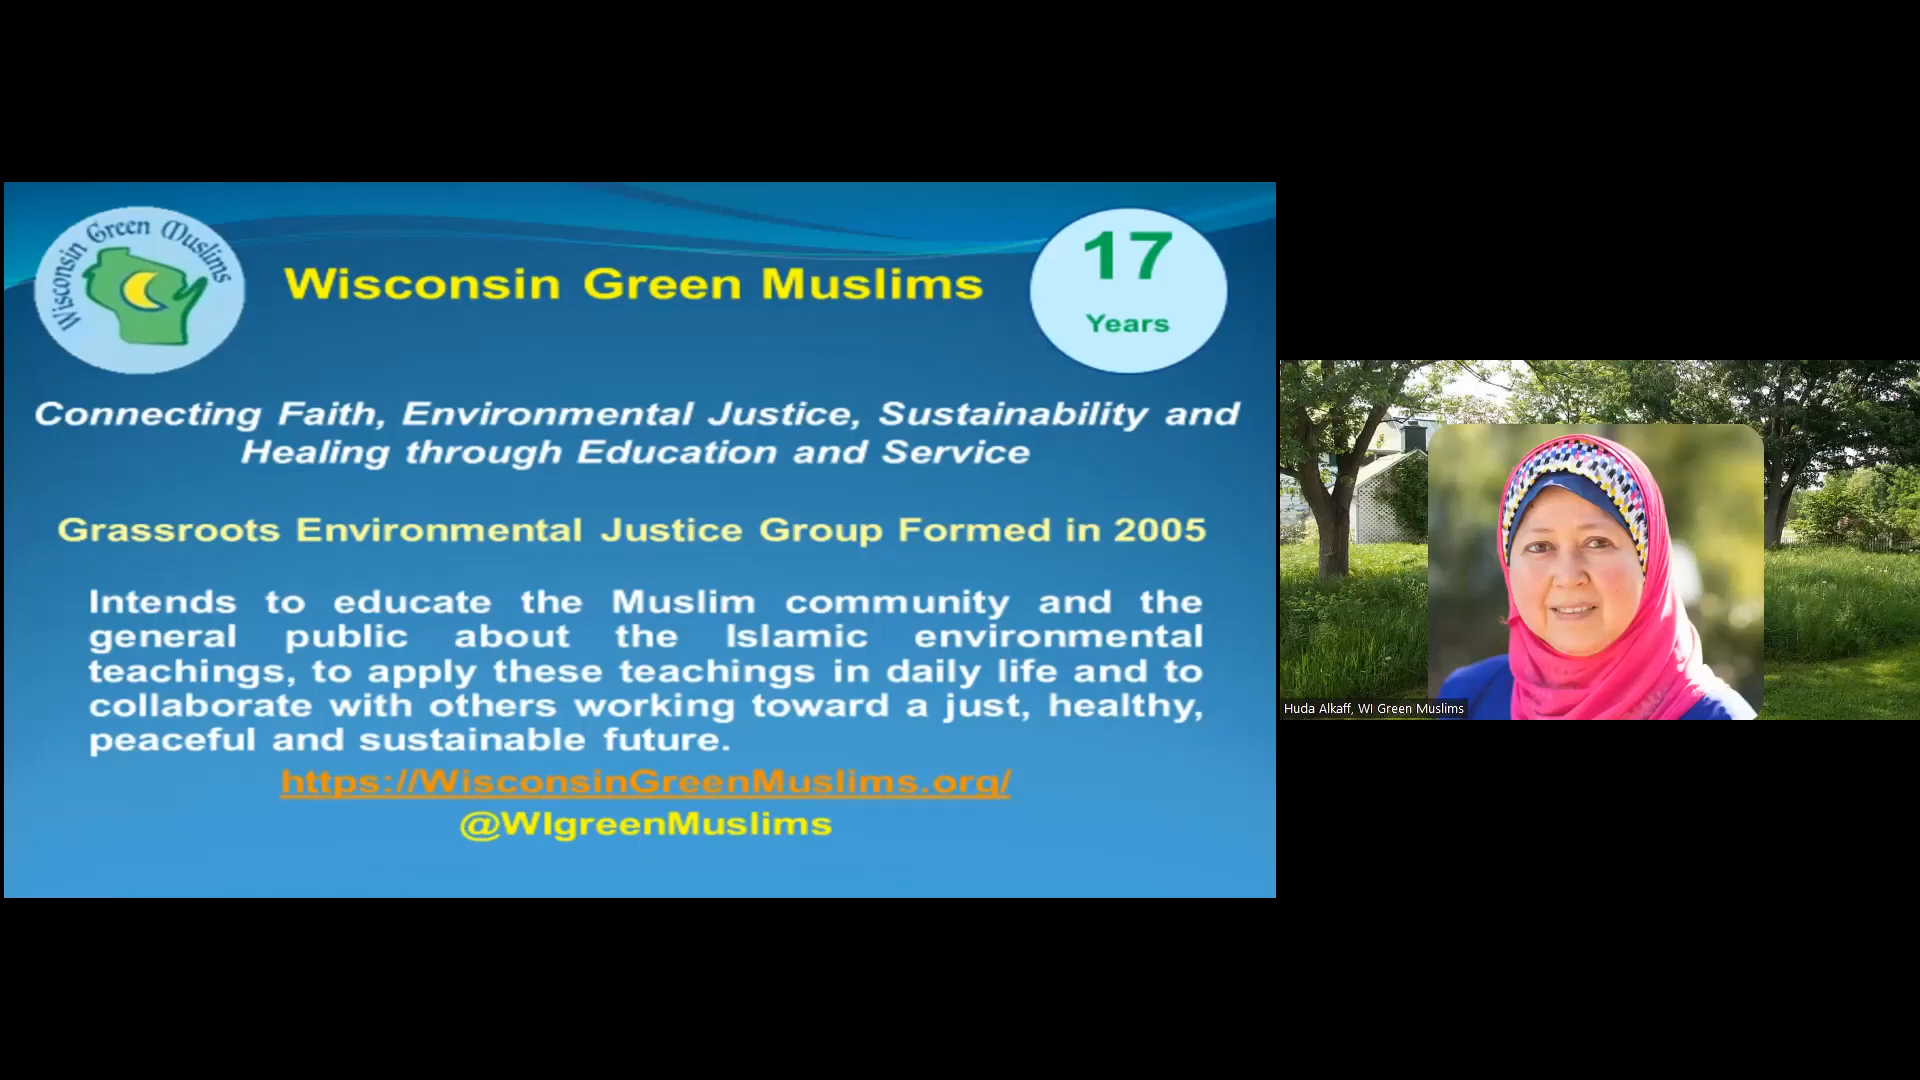 Wisconsin Green Muslims
Wisconsin Green Muslims
17
Years
Connecting Faith, Environmental Justice, Sustainability and
Healing through Education and Service
Grassroots Environmental Justice Group Formed in 2005
Intends to educate the Muslim community and the
general public about the Islamic environmental
teachings, to apply these teachings in daily life and to
collaborate with others working toward a just, healthy,
peaceful and sustainable future.
https://WisconsinGreenMuslims.org/
@WIgreenMuslims
Huda Alkaff, WI Green Muslims